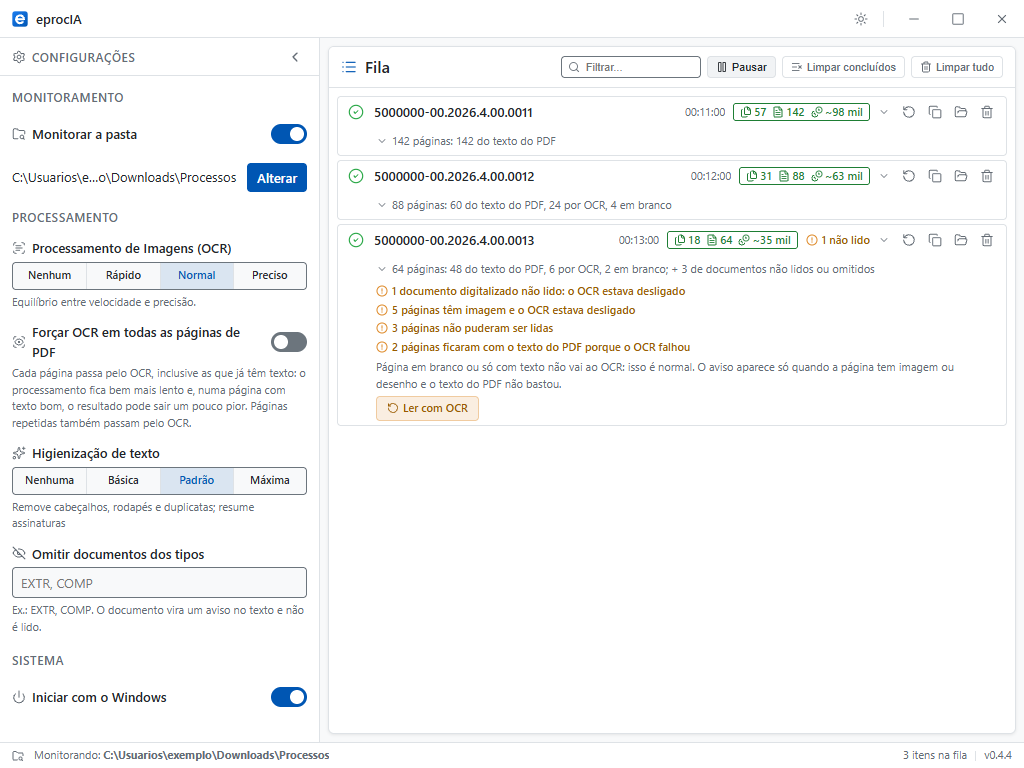 eprocIA
CONFIGURAÇÕES
MONITORAMENTO
Monitorar a pasta
C:\Usuarios\e...o\Downloads\Processos
Alterar
PROCESSAMENTO
Processamento de Imagens (OCR)
Nenhum Rápido Normal Preciso
Equilíbrio entre velocidade e precisão.
Forçar OCR em todas as páginas de
PDF
Cada página passa pelo OCR, inclusive as que já têm texto: o
processamento fica bem mais lento e, numa página com
texto bom, o resultado pode sair um pouco pior. Páginas
repetidas também passam pelo OCR.
Higienização de texto
Nenhuma Básica Padrão Máxima
Remove cabeçalhos, rodapés e duplicatas; resume
assinaturas
Omitir documentos dos tipos
EXTR, COMP
Ex.: EXTR, COMP. O documento vira um aviso no texto e não
é lido.
SISTEMA
Iniciar com o Windows
Fila
Filtrar...
Pausar
Limpar concluídos
Limpar tudo
5000000-00.2026.4.00.0011 00:11:00 57 142 ~98 mil
142 páginas: 142 do texto do PDF
5000000-00.2026.4.00.0012 00:12:00 31 88 ~63 mil
88 páginas: 60 do texto do PDF, 24 por OCR, 4 em branco
5000000-00.2026.4.00.0013 00:13:00 18 64 ~35 mil 1 não lido
64 páginas: 48 do texto do PDF, 6 por OCR, 2 em branco; + 3 de documentos não lidos ou omitidos
1 documento digitalizado não lido: o OCR estava desligado
5 páginas têm imagem e o OCR estava desligado
3 páginas não puderam ser lidas
2 páginas ficaram com o texto do PDF porque o OCR falhou
Página em branco ou só com texto não vai ao OCR: isso é normal. O aviso aparece só quando a página tem imagem ou
desenho e o texto do PDF não bastou.
Ler com OCR
Monitorando: C:\Usuarios\exemplo\Downloads\Processos
3 itens na fila
v0.4.4